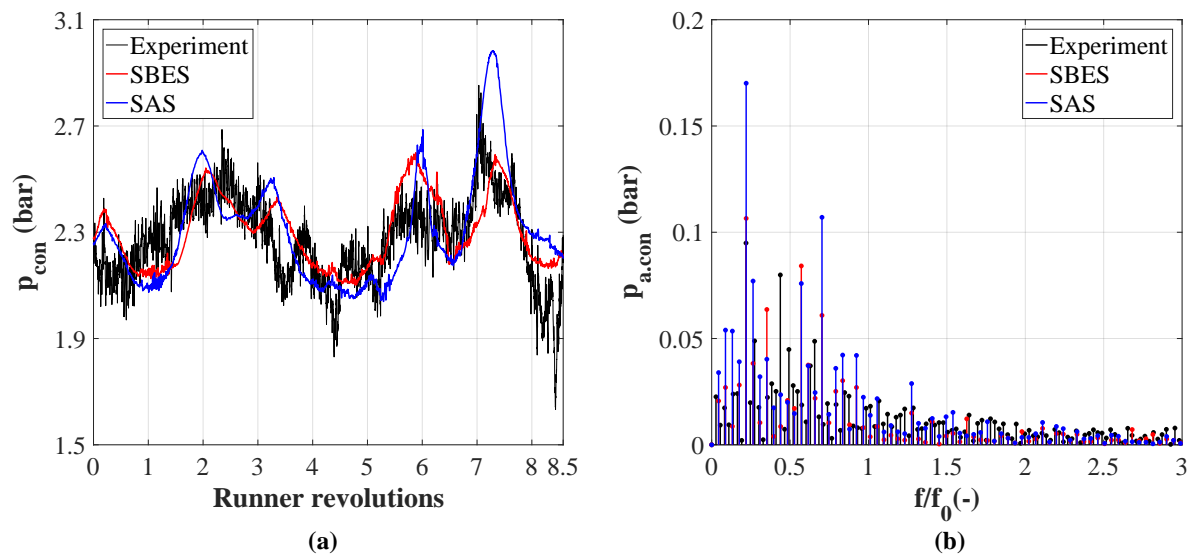 3.1
2.7
2.3
1.9
1.5
p_con (bar)
Experiment
SBES
SAS
0 1 2 3 4 5 6 7 8 8.5
Runner revolutions
(a)
0.2
0.15
0.1
0.05
0
p_a.con (bar)
Experiment
SBES
SAS
0 0.5 1 1.5 2 2.5 3
f/f_0(-)
(b)